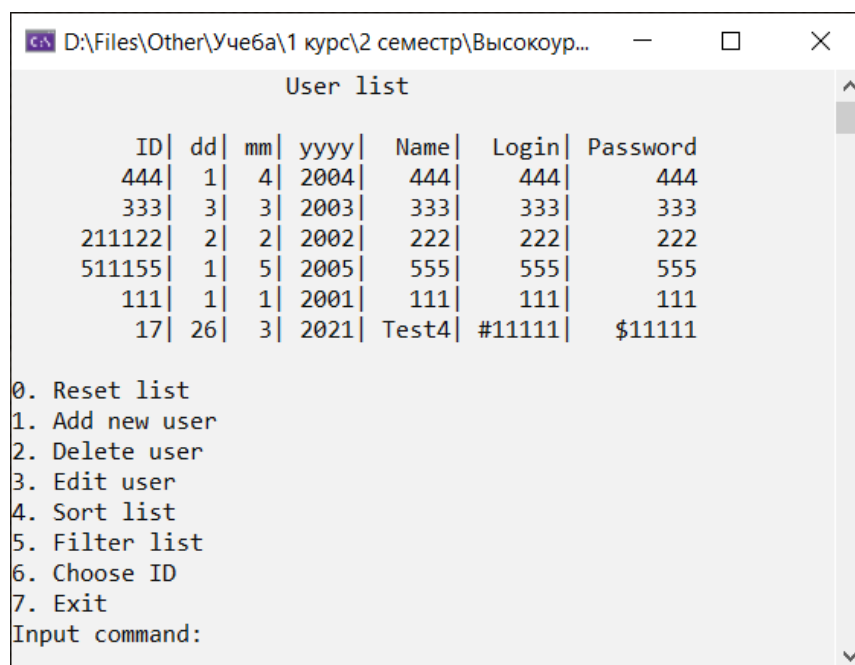 D:\Files\Other\Учеба\1 курс\2 семестр\Высокоур...
User list
ID| dd| mm| yyyy| Name| Login| Password
444| 1| 4| 2004| 444| 444| 444
333| 3| 3| 2003| 333| 333| 333
211122| 2| 2| 2002| 222| 222| 222
511155| 1| 5| 2005| 555| 555| 555
111| 1| 1| 2001| 111| 111| 111
17| 26| 3| 2021| Test4| #11111| $11111
0. Reset list
1. Add new user
2. Delete user
3. Edit user
4. Sort list
5. Filter list
6. Choose ID
7. Exit
Input command: